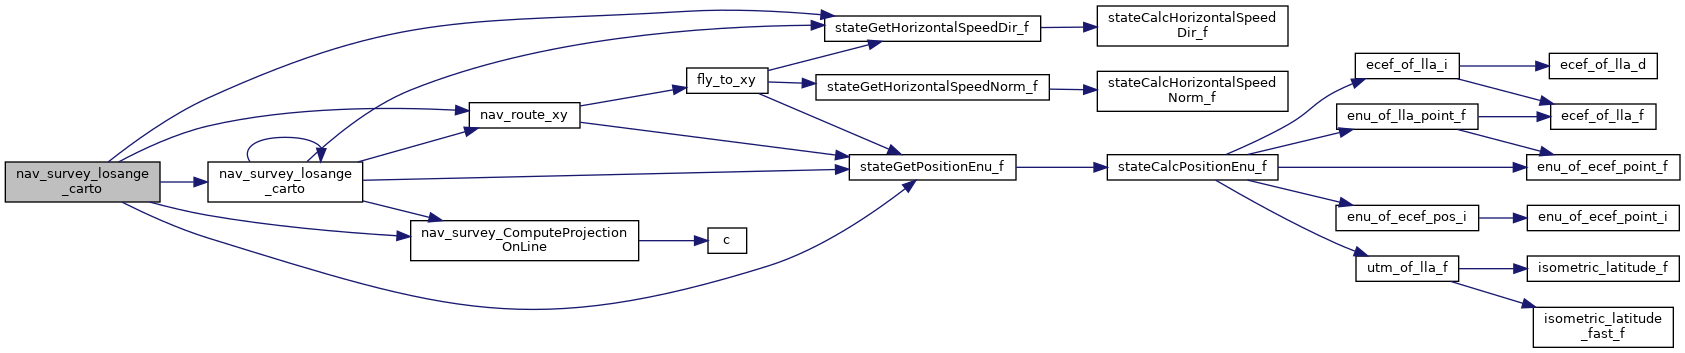 nav_survey_losange
_carto
nav_survey_losange
_carto
nav_route_xy
nav_survey_ComputeProjection
OnLine
fly_to_xy
c
stateGetHorizontalSpeedDir_f
stateGetHorizontalSpeedNorm_f
stateGetPositionEnu_f
stateCalcHorizontalSpeed
Dir_f
stateCalcHorizontalSpeed
Norm_f
stateCalcPositionEnu_f
ecef_of_lla_i
enu_of_lla_point_f
enu_of_ecef_pos_i
utm_of_lla_f
ecef_of_lla_d
ecef_of_lla_f
enu_of_ecef_point_f
enu_of_ecef_point_i
isometric_latitude_f
isometric_latitude
_fast_f